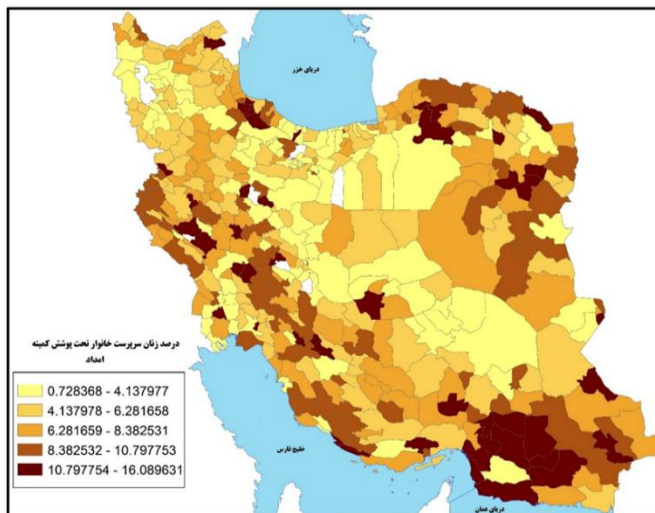 دریای خزر
درصد زنان سرپرست خانوار تحت پوشش کمیته
امداد
0.728368 - 4.137977
4.137978 - 6.281658
6.281659 - 8.382531
8.382532 - 10.797753
10.797754 - 16.089631
خلیج فارس
دریای عمان